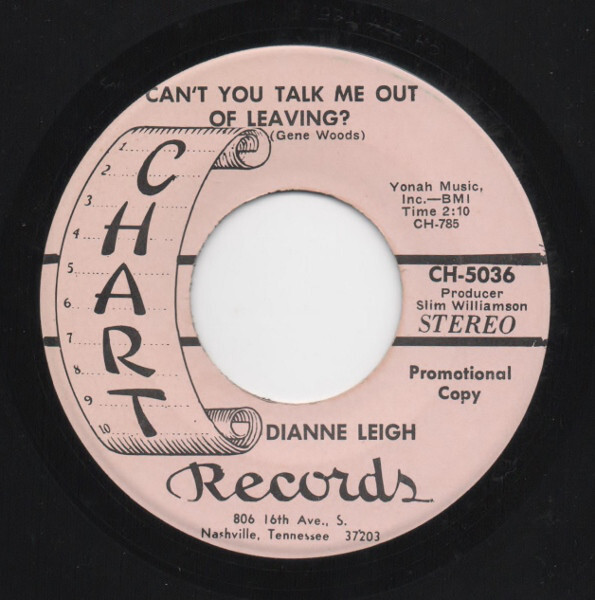 CAN'T YOU TALK ME OUT
OF LEAVING?
(Gene Woods)
1...
2...
3...
4...
5...
6...
7...
8...
9...
10...
CHART
Yonah Music,
Inc.—BMI
Time 2:10
CH-785
CH-5036
Producer
Slim Williamson
STEREO
Promotional
Copy
DIANNE LEIGH
Records
806 16th Ave., S.
Nashville, Tennessee 37203